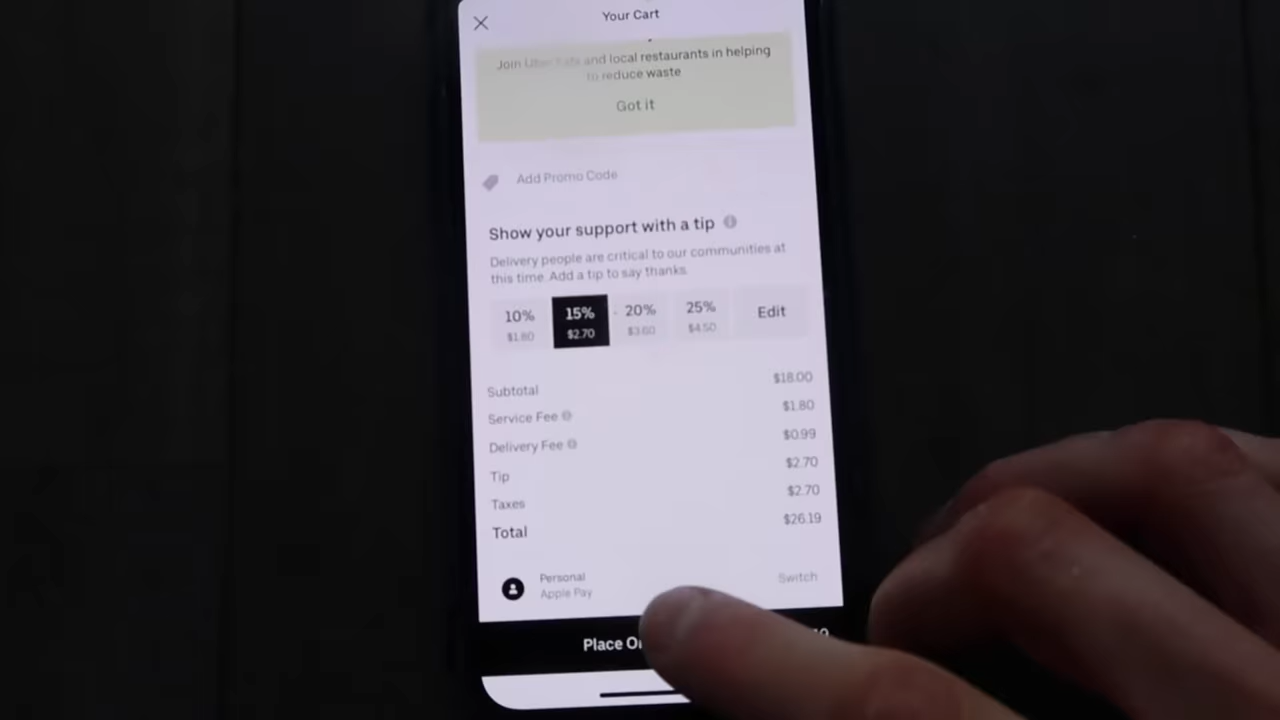 Your Cart
Join Uber Eats and local restaurants in helping
to reduce waste
Got it
Add Promo Code
Show your support with a tip
Delivery people are critical to our communities at
this time. Add a tip to say thanks.
10% 15% 20% 25% Edit
$1.80 $2.70 $3.60 $4.50
Subtotal $18.00
Service Fee $1.80
Delivery Fee $0.99
Tip $2.70
Taxes $2.70
Total $26.19
Personal Switch
Apple Pay
Place